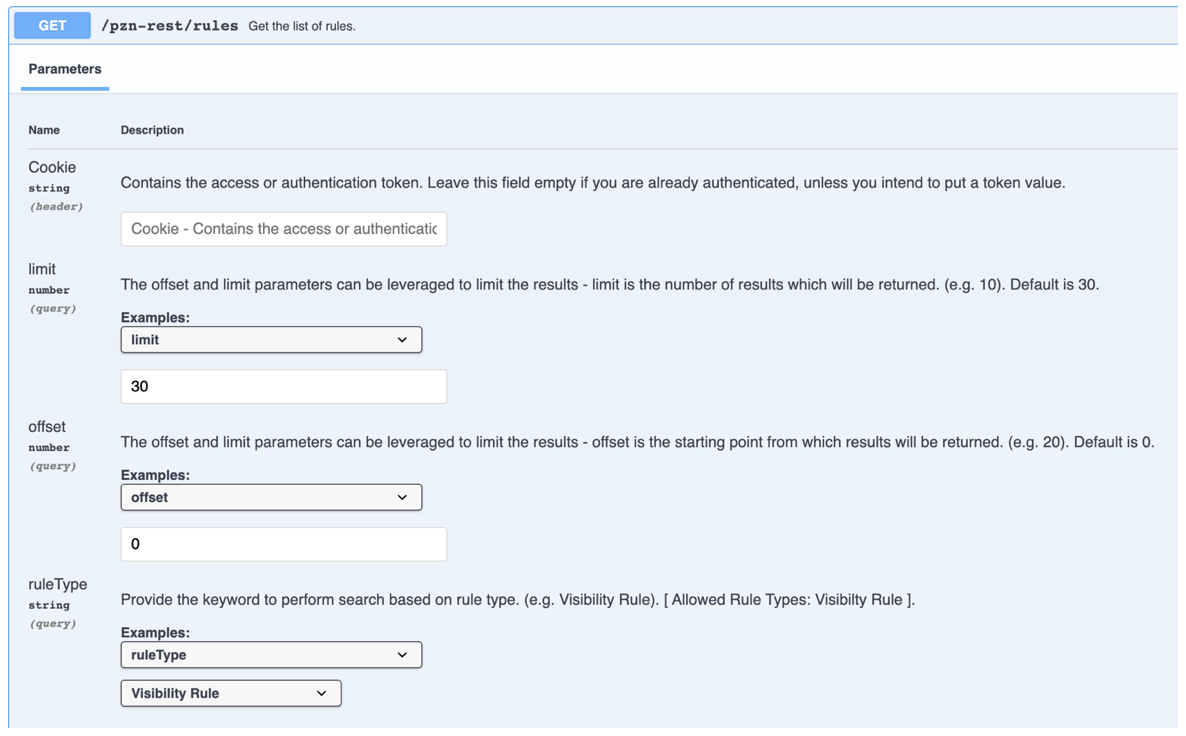 GET /pzn-rest/rules Get the list of rules.
Parameters
Name Description
Cookie
string
(header)
Contains the access or authentication token. Leave this field empty if you are already authenticated, unless you intend to put a token value.
Cookie - Contains the access or authenticatic
limit
number
(query)
The offset and limit parameters can be leveraged to limit the results - limit is the number of results which will be returned. (e.g. 10). Default is 30.
Examples:
limit
30
offset
number
(query)
The offset and limit parameters can be leveraged to limit the results - offset is the starting point from which results will be returned. (e.g. 20). Default is 0.
Examples:
offset
0
ruleType
string
(query)
Provide the keyword to perform search based on rule type. (e.g. Visibility Rule). [ Allowed Rule Types: Visibilty Rule ].
Examples:
ruleType
Visibility Rule